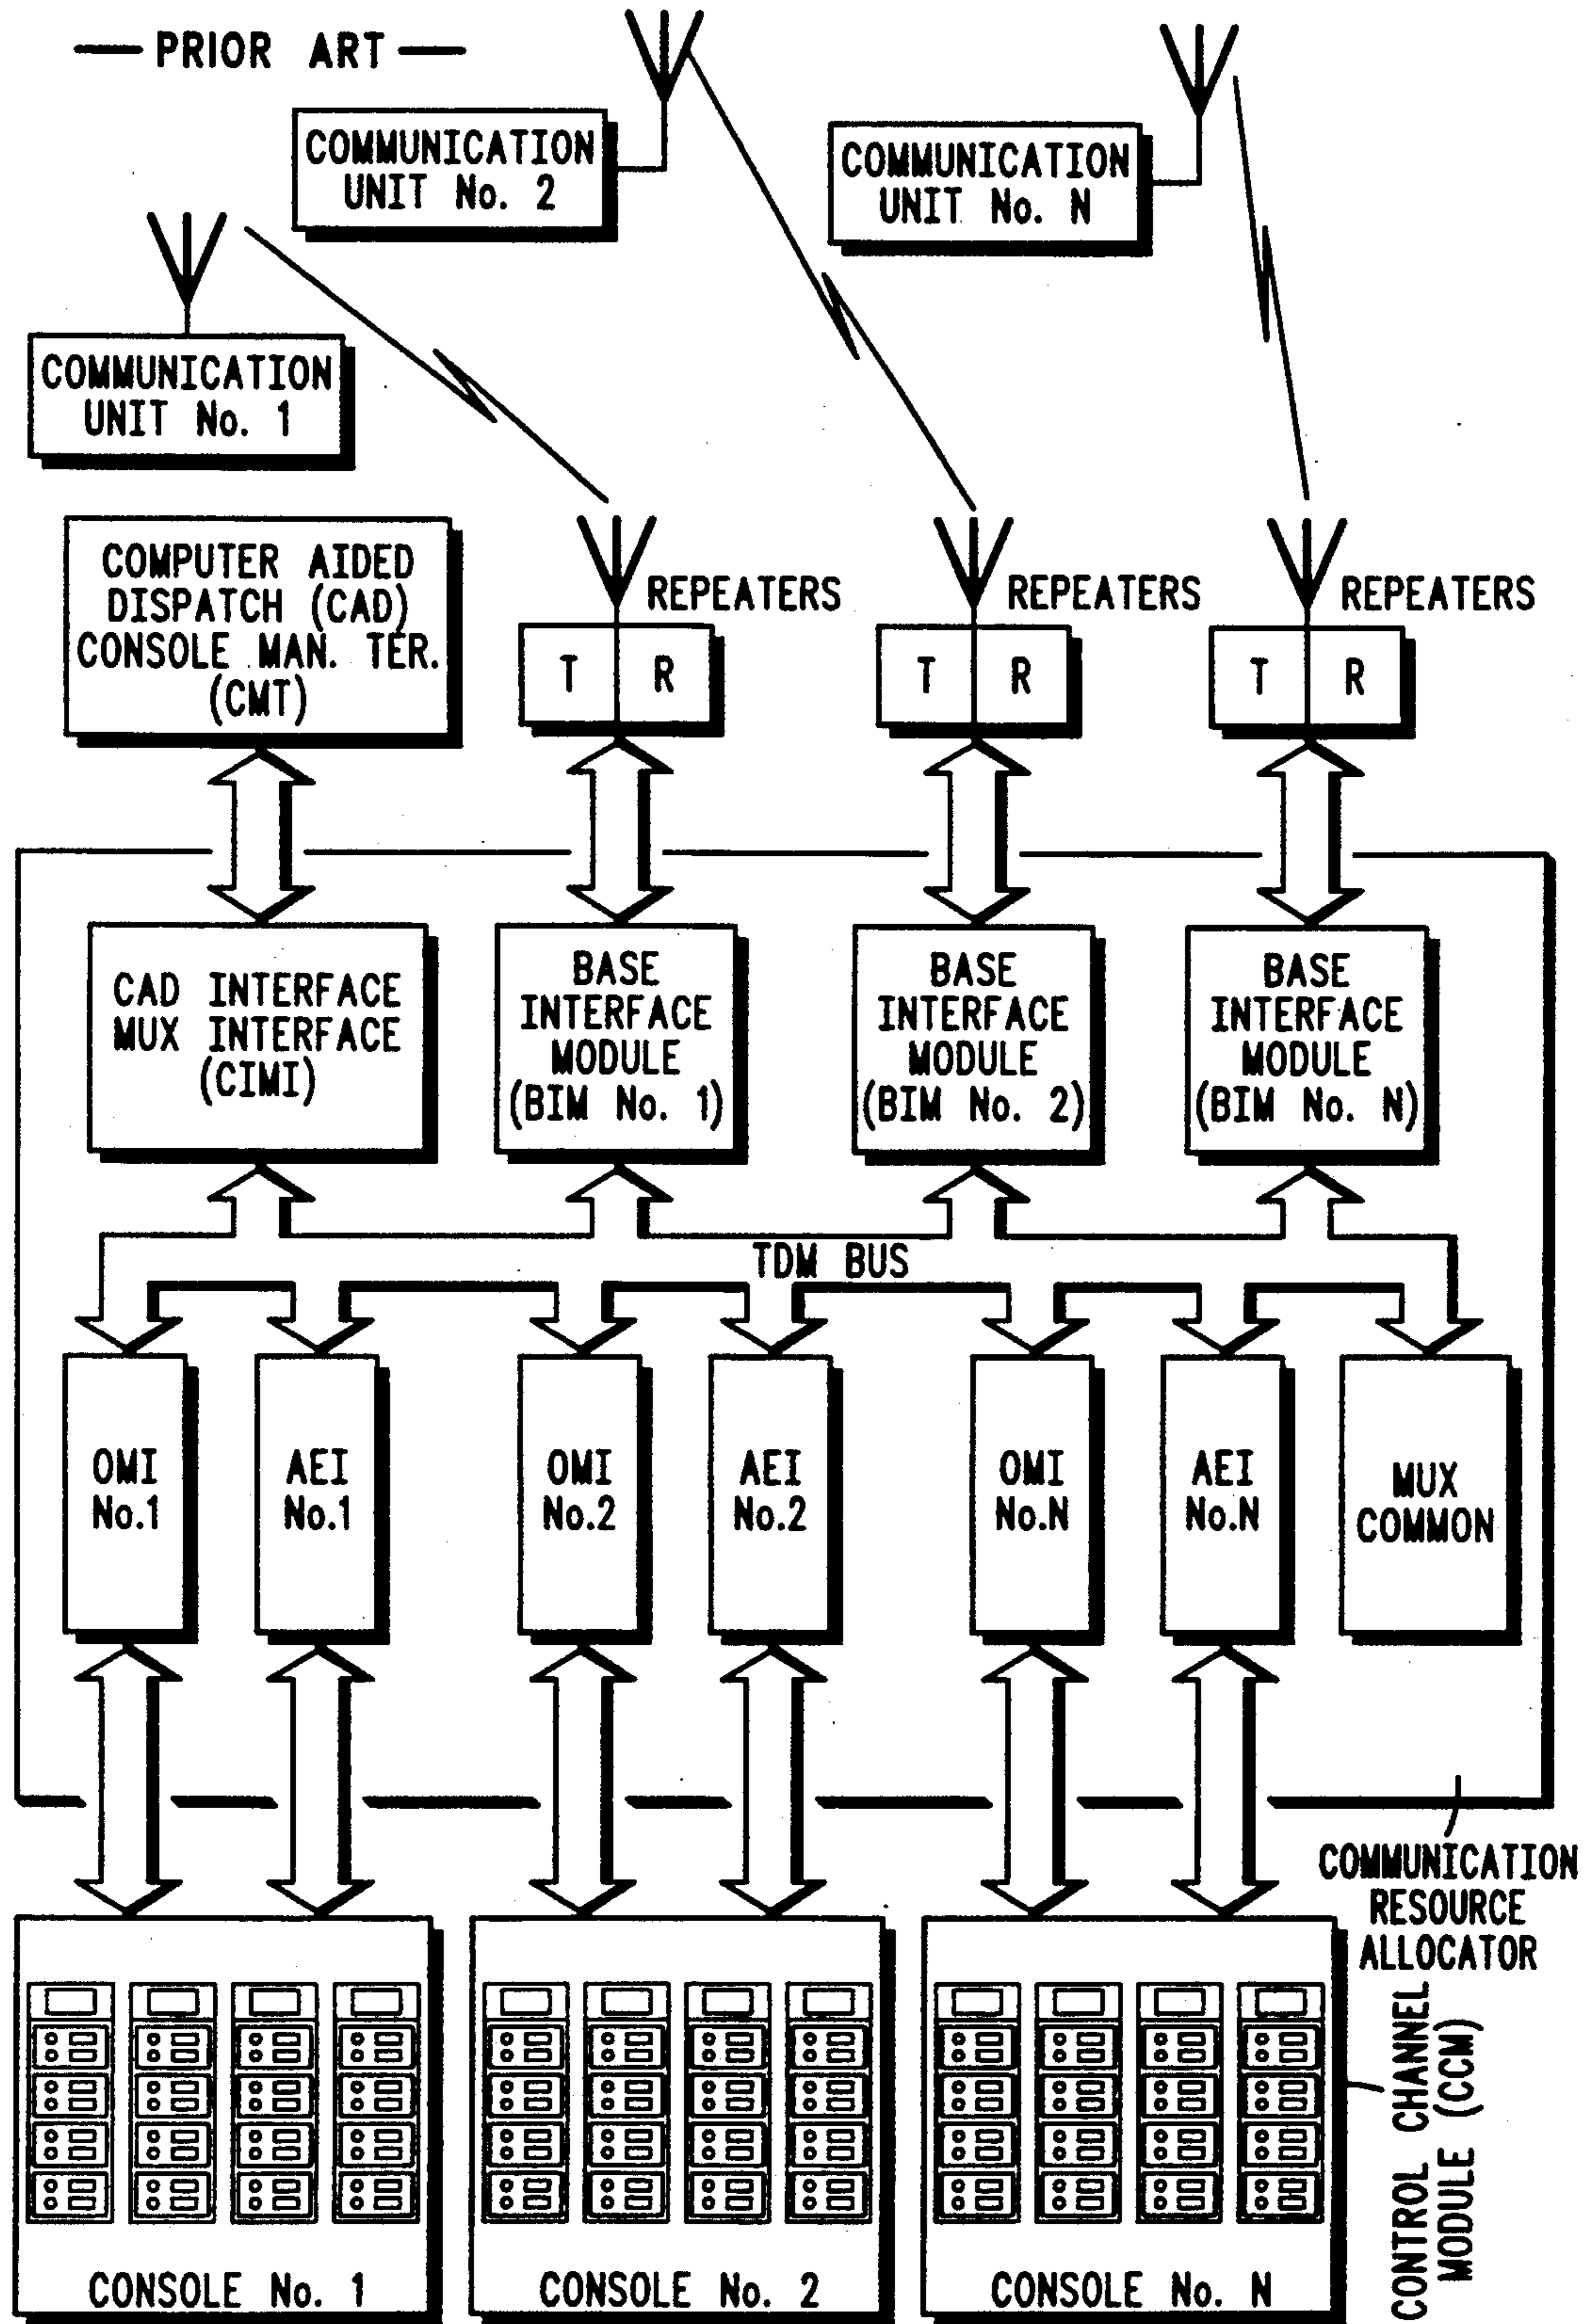 — PRIOR ART —
COMMUNICATION
UNIT No. 2
COMMUNICATION
UNIT No. N
COMMUNICATION
UNIT No. 1
COMPUTER AIDED
DISPATCH (CAD)
CONSOLE MAN. TER.
(CMT)
REPEATERS
T
R
REPEATERS
T
R
REPEATERS
T
R
CAD INTERFACE
MUX INTERFACE
(CIMI)
BASE
INTERFACE
MODULE
(BIM No. 1)
BASE
INTERFACE
MODULE
(BIM No. 2)
BASE
INTERFACE
MODULE
(BIM No. N)
TDM BUS
OMI
No.1
AEI
No.1
OMI
No.2
AEI
No.2
OMI
No.N
AEI
No.N
MUX
COMMON
COMMUNICATION
RESOURCE
ALLOCATOR
CONTROL CHANNEL
MODULE (CCM)
CONSOLE No. 1
CONSOLE No. 2
CONSOLE No. N